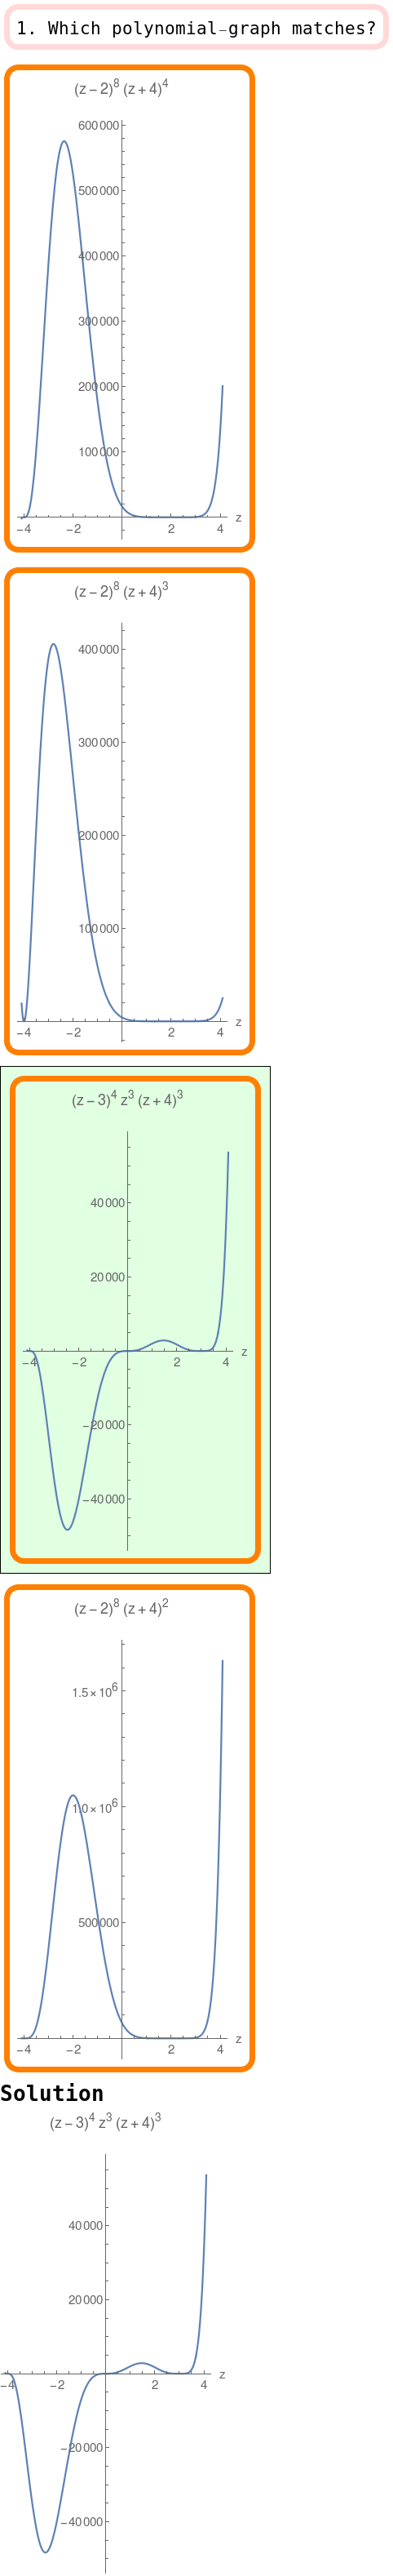 1. Which polynomial-graph matches?
(z − 2)^8 (z + 4)^4
600 000
500 000
400 000
300 000
200 000
100 000
−4 −2 2 4 z
(z − 2)^8 (z + 4)^3
400 000
300 000
200 000
100 000
−4 −2 2 4 z
(z − 3)^4 z^3 (z + 4)^3
40 000
20 000
−4 −2 2 4 z
−20 000
−40 000
(z − 2)^8 (z + 4)^2
1.5 × 10^6
1.0 × 10^6
500 000
−4 −2 2 4 z
Solution
(z − 3)^4 z^3 (z + 4)^3
40 000
20 000
−4 −2 2 4 z
−20 000
−40 000